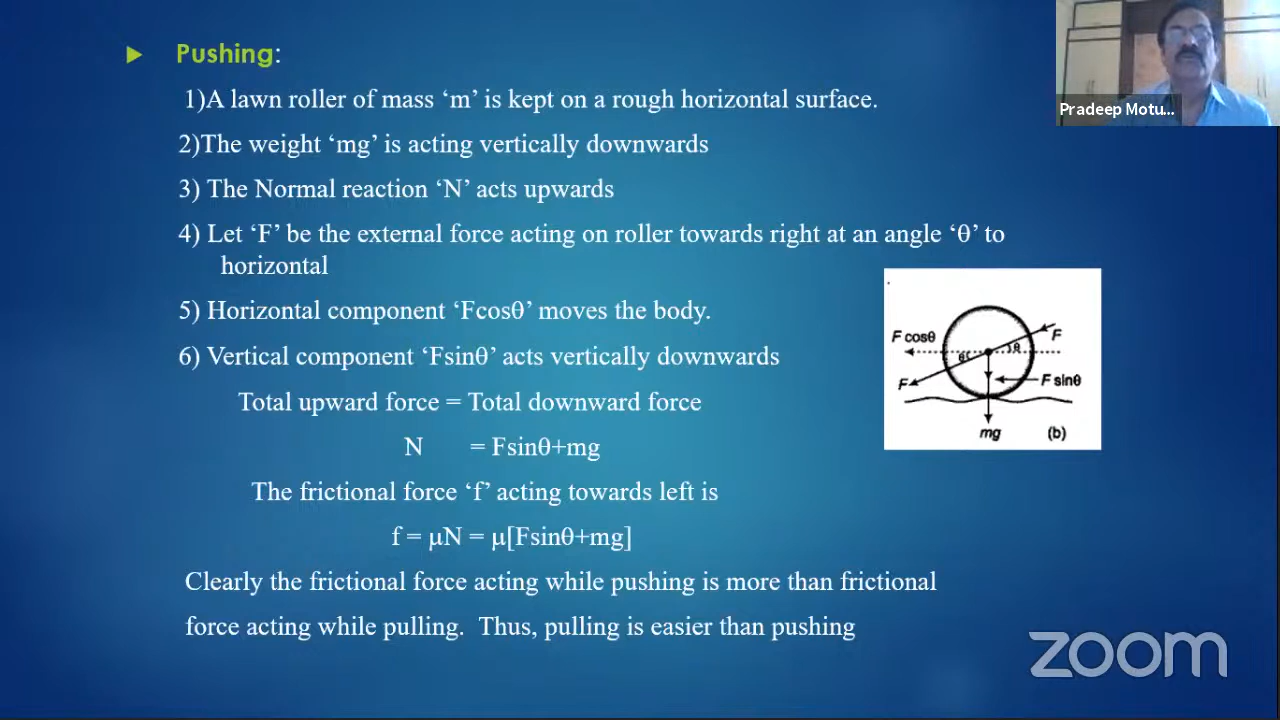 Pushing:
1)A lawn roller of mass ‘m’ is kept on a rough horizontal surface.
2)The weight ‘mg’ is acting vertically downwards
3) The Normal reaction ‘N’ acts upwards
4) Let ‘F’ be the external force acting on roller towards right at an angle ‘θ’ to
horizontal
5) Horizontal component ‘Fcosθ’ moves the body.
6) Vertical component ‘Fsinθ’ acts vertically downwards
Total upward force = Total downward force
N = Fsinθ+mg
The frictional force ‘f’ acting towards left is
f = μN = μ[Fsinθ+mg]
Clearly the frictional force acting while pushing is more than frictional
force acting while pulling. Thus, pulling is easier than pushing
Pradeep Motu...
F cosθ
F
θ
θ
F
F sinθ
mg
(b)
zoom